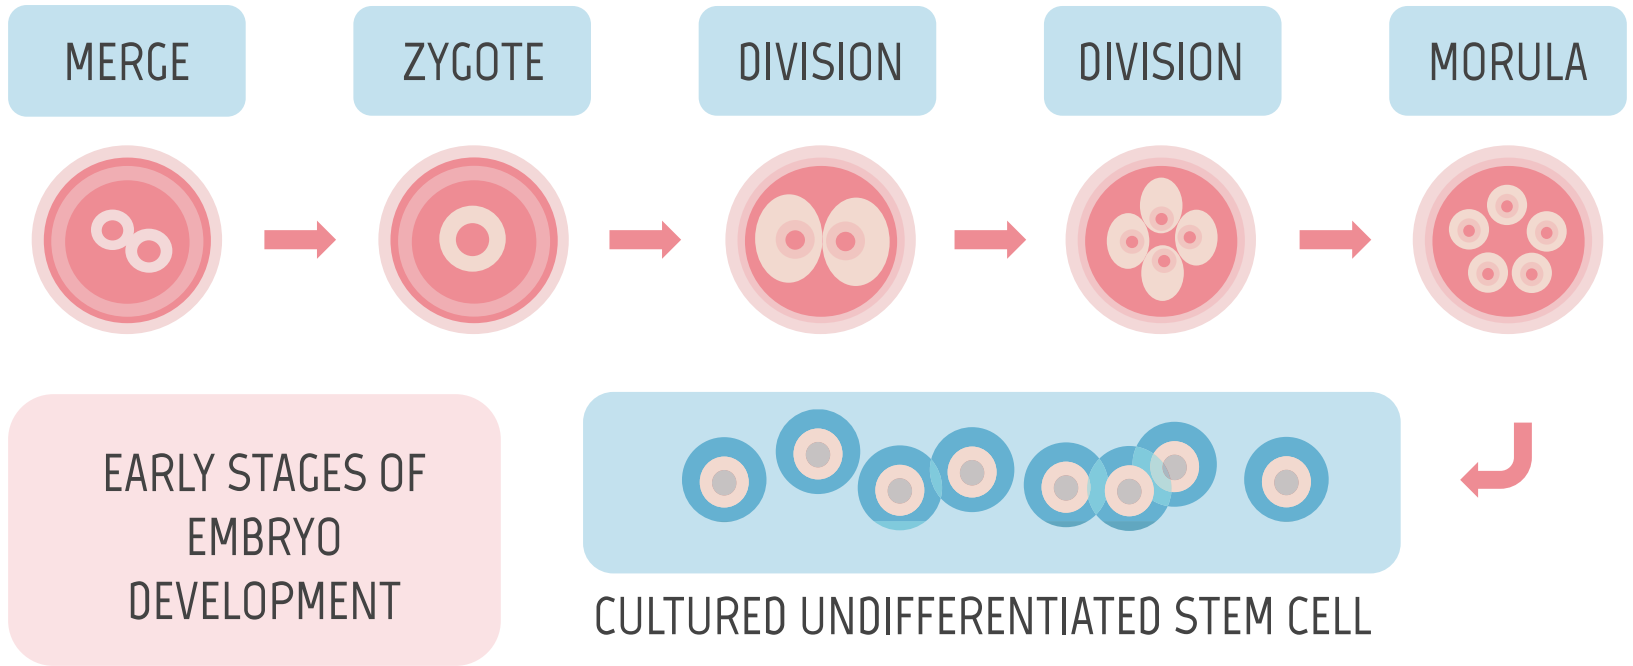 MERGE
ZYGOTE
DIVISION
DIVISION
MORULA
EARLY STAGES OF
EMBRYO
DEVELOPMENT
CULTURED UNDIFFERENTIATED STEM CELL